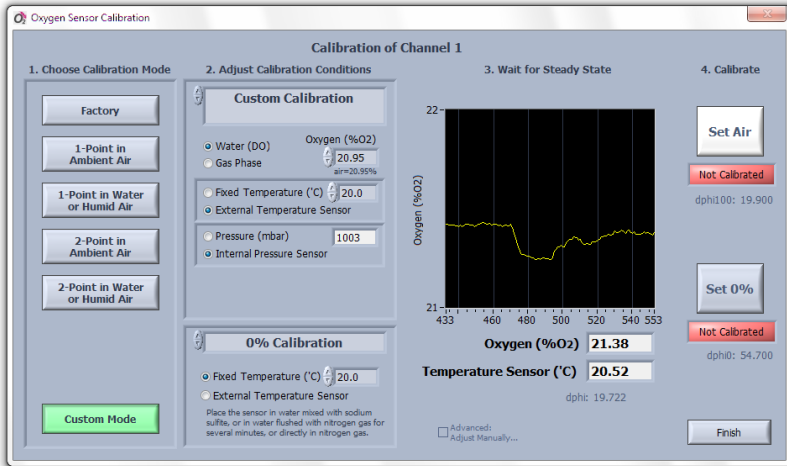 Oxygen Sensor Calibration
Calibration of Channel 1
1. Choose Calibration Mode
Factory
1-Point in
Ambient Air
1-Point in Water
or Humid Air
2-Point in
Ambient Air
2-Point in Water
or Humid Air
Custom Mode
2. Adjust Calibration Conditions
Custom Calibration
Water (DO)
Gas Phase
Oxygen (%O2)
20.95
air=20.95%
Fixed Temperature (°C) 20.0
External Temperature Sensor
Pressure (mbar) 1003
Internal Pressure Sensor
0% Calibration
Fixed Temperature (°C) 20.0
External Temperature Sensor
Place the sensor in water mixed with sodium
sulfite, or in water flushed with nitrogen gas for
several minutes, or directly in nitrogen gas.
3. Wait for Steady State
Oxygen (%O2)
22
21
433 460 480 500 520 540 553
Oxygen (%O2) 21.38
Temperature Sensor (°C) 20.52
dphi: 19.722
Advanced:
Adjust Manually...
4. Calibrate
Set Air
Not Calibrated
dphi100: 19.900
Set 0%
Not Calibrated
dphi0: 54.700
Finish